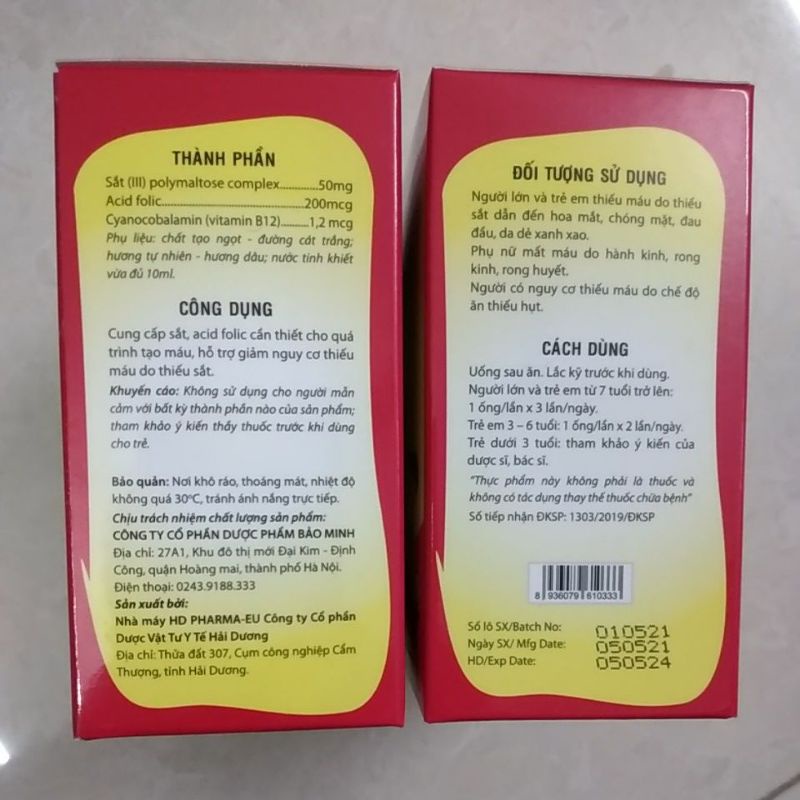 THÀNH PHẦN
Sắt (III) polymaltose complex..............50mg
Acid folic.................................................200mcg
Cyanocobalamin (vitamin B12)..........1,2 mcg
Phụ liệu: chất tạo ngọt - đường cát trắng;
hương tự nhiên - hương dâu; nước tinh khiết
vừa đủ 10ml.
CÔNG DỤNG
Cung cấp sắt, acid folic cần thiết cho quá
trình tạo máu, hỗ trợ giảm nguy cơ thiếu
máu do thiếu sắt.
Khuyến cáo: Không sử dụng cho người mẫn
cảm với bất kỳ thành phần nào của sản phẩm;
tham khảo ý kiến thầy thuốc trước khi dùng
cho trẻ.
Bảo quản: Nơi khô ráo, thoáng mát, nhiệt độ
không quá 30°C, tránh ánh nắng trực tiếp.
Chịu trách nhiệm chất lượng sản phẩm:
CÔNG TY CỔ PHẦN DƯỢC PHẨM BẢO MINH
Địa chỉ: 27A1, Khu đô thị mới Đại Kim - Định
Công, quận Hoàng mai, thành phố Hà Nội.
Điện thoại: 0243.9188.333
Sản xuất bởi:
Nhà máy HD PHARMA-EU Công ty Cổ phần
Dược Vật Tư Y Tế Hải Dương
Địa chỉ: Thửa đất 307, Cụm công nghiệp Cẩm
Thượng, tỉnh Hải Dương.
ĐỐI TƯỢNG SỬ DỤNG
Người lớn và trẻ em thiếu máu do thiếu
sắt dẫn đến hoa mắt, chóng mặt, đau
đầu, da dẻ xanh xao.
Phụ nữ mất máu do hành kinh, rong
kinh, rong huyết.
Người có nguy cơ thiếu máu do chế độ
ăn thiếu hụt.
CÁCH DÙNG
Uống sau ăn. Lắc kỹ trước khi dùng.
Người lớn và trẻ em từ 7 tuổi trở lên:
1 ống/lần x 3 lần/ngày.
Trẻ em 3 – 6 tuổi: 1 ống/lần x 2 lần/ngày.
Trẻ dưới 3 tuổi: tham khảo ý kiến của
dược sĩ, bác sĩ.
"Thực phẩm này không phải là thuốc và
không có tác dụng thay thế thuốc chữa bệnh"
Số tiếp nhận ĐKSP: 1303/2019/ĐKSP
8 936079 610333
Số lô SX/Batch No: 010521
Ngày SX/ Mfg Date: 050521
HD/Exp Date: 050524